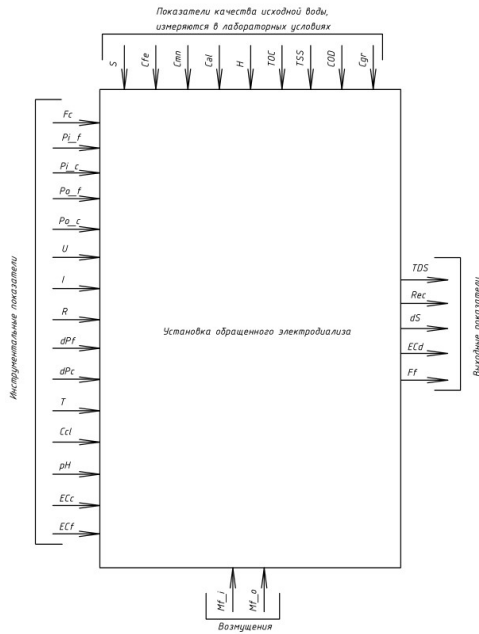 Показатели качества исходной воды,
измеряются в лабораторных условиях
S
Cfe
Cmn
Cal
H
TOC
TSS
COD
Cgr
Инструментальные показатели
Fc
Pi_f
Pi_c
Po_f
Po_c
U
I
R
dPf
dPc
T
Ccl
pH
ECc
ECf
Установка обращенного электродиализа
TDS
Rec
dS
ECd
Ff
Выходные показатели
Mf_i
Mf_o
Возмущения